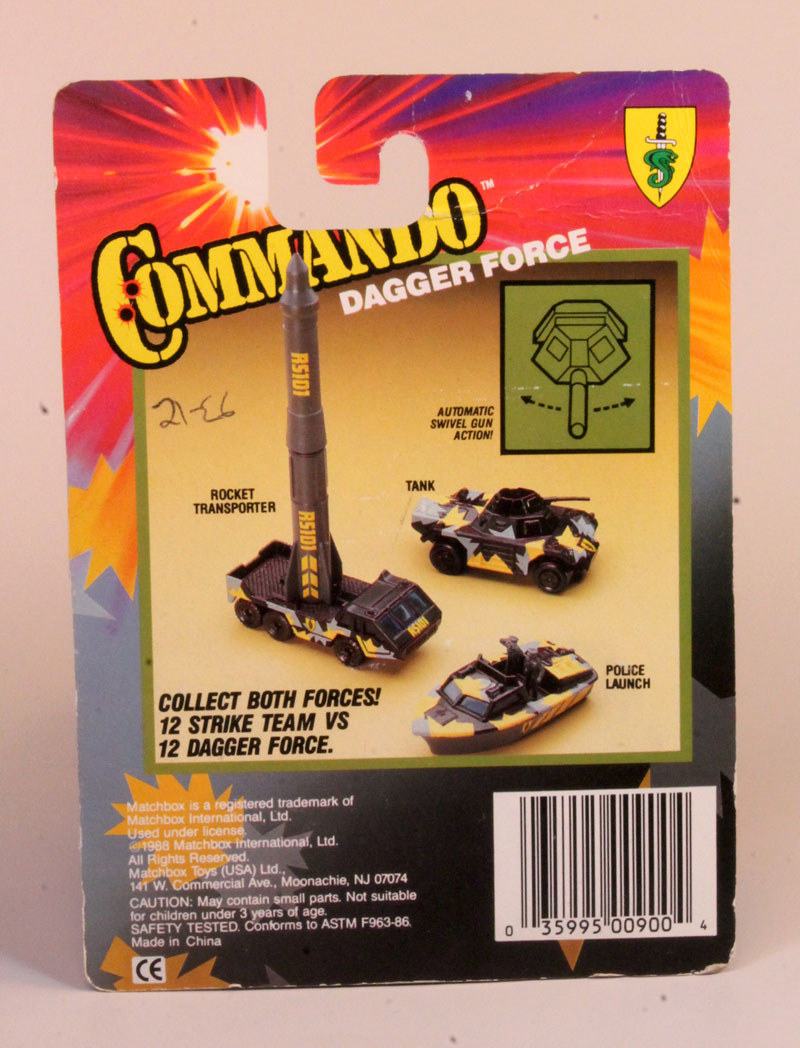 COMMANDO™
DAGGER FORCE
AUTOMATIC
SWIVEL GUN
ACTION!
RS101
RS101
ROCKET
TRANSPORTER
TANK
RS101
POLICE
LAUNCH
COLLECT BOTH FORCES!
12 STRIKE TEAM VS
12 DAGGER FORCE.
Matchbox is a registered trademark of
Matchbox International, Ltd.
Used under license.
©1988 Matchbox International, Ltd.
All Rights Reserved.
Matchbox Toys (USA) Ltd.,
141 W. Commercial Ave., Moonachie, NJ 07074
CAUTION: May contain small parts. Not suitable
for children under 3 years of age.
SAFETY TESTED. Conforms to ASTM F963-86.
Made in China
CE
0 35995 00900 4